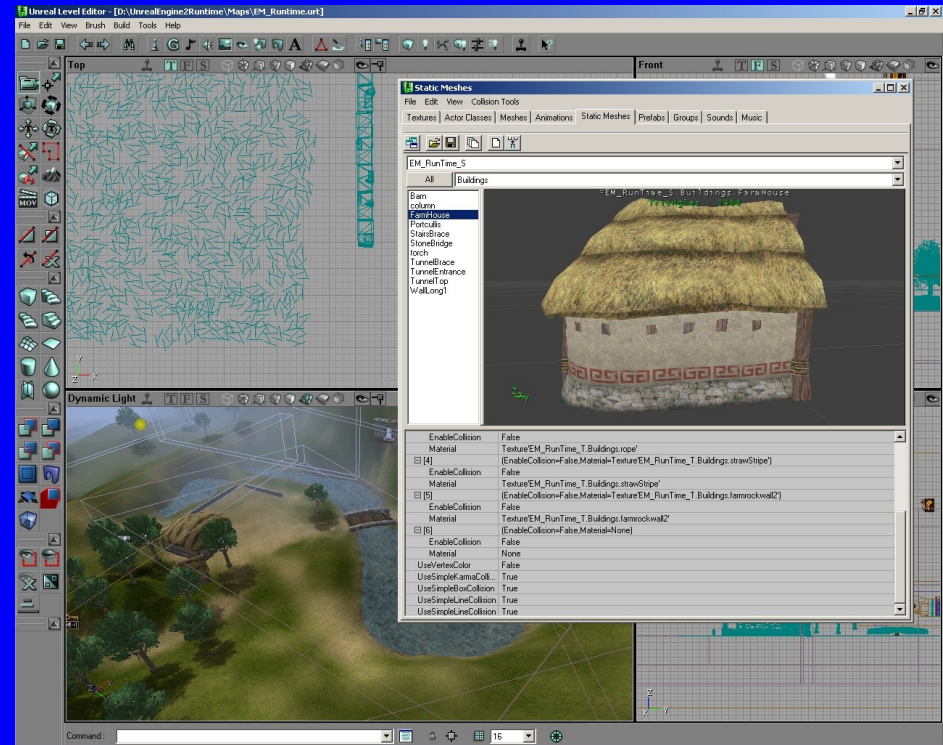 Unreal Level Editor - [D:\UnrealEngine2Runtime\Maps\EM_Runtime.urt]
File Edit View Brush Build Tools Help
Top
T F S
Front
T F S
Static Meshes
File Edit View Collision Tools
Textures Actor Classes Meshes Animations Static Meshes Prefabs Groups Sounds Music
EM_RunTime_S
All Buildings
Barn
column
FarmHouse
Portcullis
StairsBrace
StoneBridge
torch
TunnelBrace
TunnelEntrance
TunnelTop
WallLong1
EM_RunTime_S.Buildings.FarmHouse
Triangles :
Z
Y
Y
Z X
MOV
Dynamic Light
T F S
EnableCollision False
Material Texture'EM_RunTime_T.Buildings.rope'
[4] (EnableCollision=False,Material=Texture'EM_RunTime_T.Buildings.strawStripe')
EnableCollision False
Material Texture'EM_RunTime_T.Buildings.strawStripe'
[5] (EnableCollision=False,Material=Texture'EM_RunTime_T.Buildings.farmrockwall2')
EnableCollision False
Material Texture'EM_RunTime_T.Buildings.farmrockwall2'
[6] (EnableCollision=False,Material=None)
EnableCollision False
Material None
UseVertexColor False
UseSimpleKarmaColli... True
UseSimpleBoxCollision True
UseSimpleLineCollision True
UseSimpleLineCollision True
Z
Y
Command:
16